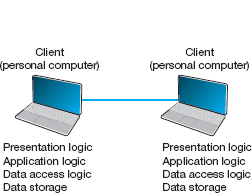 Client
(personal computer)
Client
(personal computer)
Presentation logic
Application logic
Data access logic
Data storage
Presentation logic
Application logic
Data access logic
Data storage